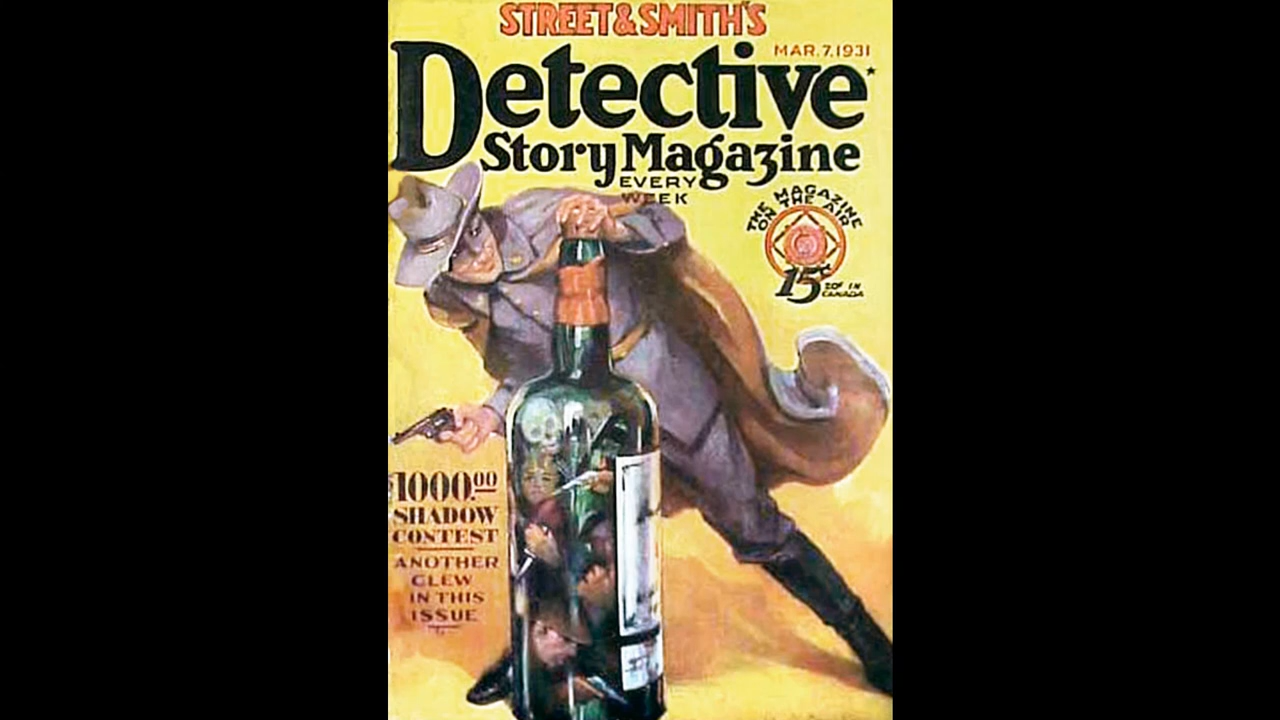 STREET & SMITH'S
MAR. 7, 1931
Detective
Story Magazine
EVERY
WEEK
THE MAGAZINE
ON THE AIR
15¢
20¢ IN
CANADA
$1000.00
SHADOW
CONTEST
ANOTHER
CLEW
IN THIS
ISSUE